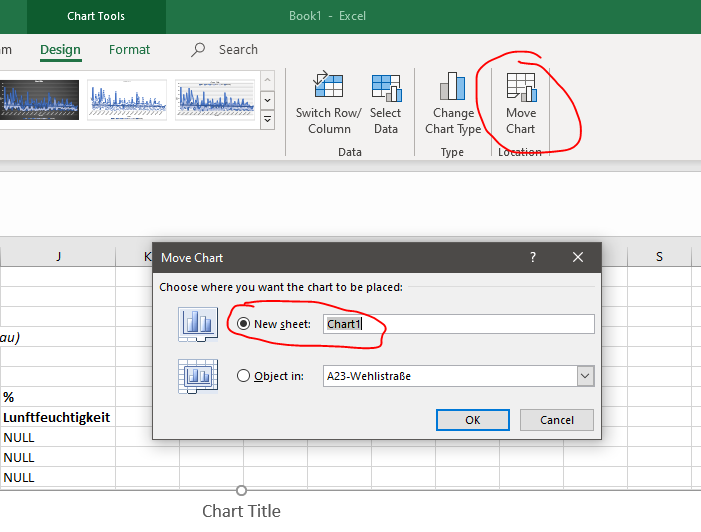 Chart Tools
Book1 - Excel
am Design Format Search
Switch Row/ Column
Select Data
Change Chart Type
Move Chart
Data
Type
Location
J K S
Move Chart ? ×
Choose where you want the chart to be placed:
New sheet: Chart1
Object in: A23-Wehlistraße
OK Cancel
au)
%
Lunftfeuchtigkeit
NULL
NULL
NULL
Chart Title